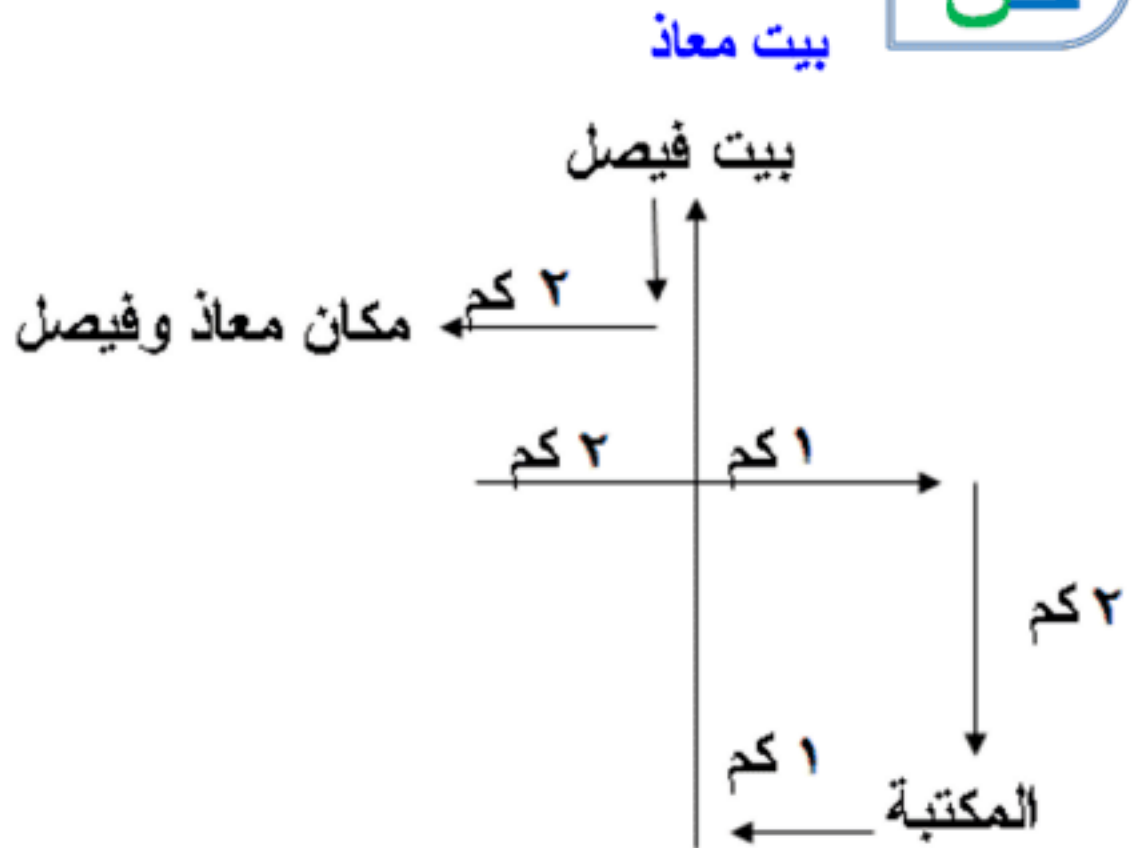 بيت معاذ
بيت فيصل
٢ كم
مكان معاذ وفيصل
١ كم
٢ كم
٢ كم
١ كم
المكتبة